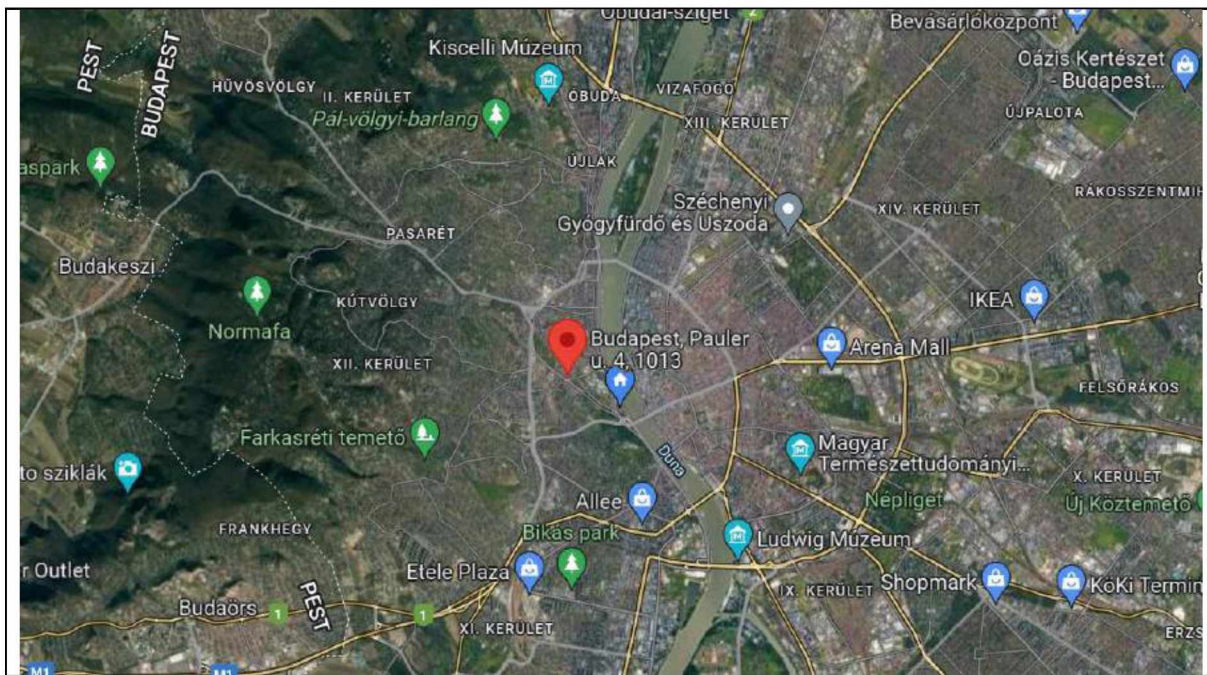 Óbudai-sziget
2
Bevásárlóközpont
Kiscelli Múzeum
Oázis Kertészet
- Budapest...
PEST
BUDAPEST
HŰVÖSVÖLGY
II. KERÜLET
ÓBUDA
VIZAFOGÓ
Pál-völgyi-barlang
XIII. KERÜLET
ÚJPALOTA
ÚJLAK
aspark
RÁKOSSZENTMIH
Széchenyi
Gyógyfürdő és Uszoda
XIV. KERÜLET
PASARÉT
Budakeszi
KÚTVÖLGY
IKEA
Normafa
Budapest, Pauler
u. 4, 1013
Arena Mall
XII. KERÜLET
FELSŐRÁKOS
Farkasréti temető
Magyar
Természettudományi...
Duna
to sziklák
X. KERÜLET
Allee
Népliget
Új Köztemető
FRANKHEGY
Bikás park
Ludwig Múzeum
r Outlet
Etele Plaza
Shopmark
KöKi Termin
IX. KERÜLET
Budaörs
1
PEST
1
XI. KERÜLET
ERZS
M1
M1